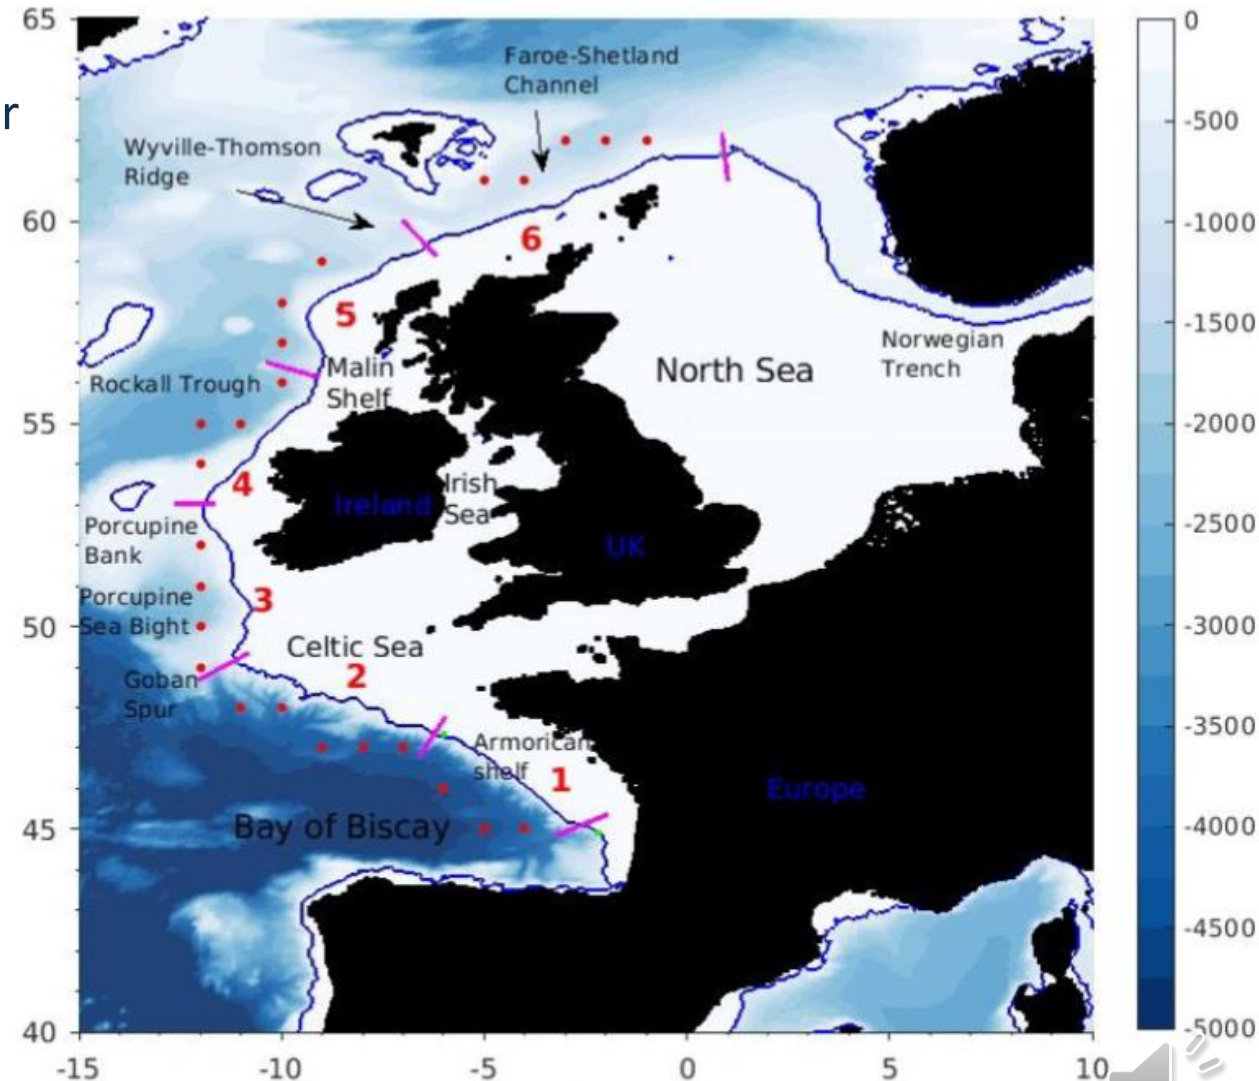 r
65
60
55
50
45
40
-15
-10
-5
0
5
10
Faroe-Shetland
Channel
Wyville-Thomson
Ridge
6
5
Malin
Shelf
Rockall Trough
North Sea
Norwegian
Trench
4
Ireland
Irish
Sea
UK
Porcupine
Bank
Porcupine
Sea Bight
3
Celtic Sea
2
Goban
Spur
Armorican
shelf
1
Europe
Bay of Biscay
0
-500
-1000
-1500
-2000
-2500
-3000
-3500
-4000
-4500
-5000